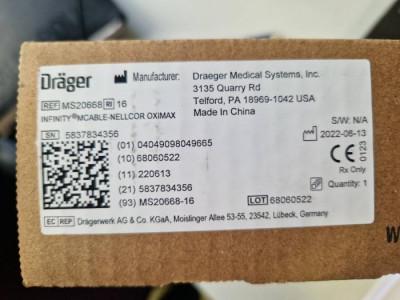 Dräger
Manufacturer: Draeger Medical Systems, Inc.
3135 Quarry Rd
Telford, PA 18969-1042 USA
Made In China
REF MS20668 RI 16
INFINITY® MCABLE-NELLCOR OXIMAX
SN 5837834356
S/W: N/A
2022-06-13
CE 0123
Rx Only
Quantity: 1
(01) 04049098049665
(10) 68060522
(11) 220613
(21) 5837834356
(93) MS20668-16
LOT 68060522
EC REP Drägerwerk AG & Co. KGaA, Moislinger Allee 53-55, 23542, Lübeck, Germany
W